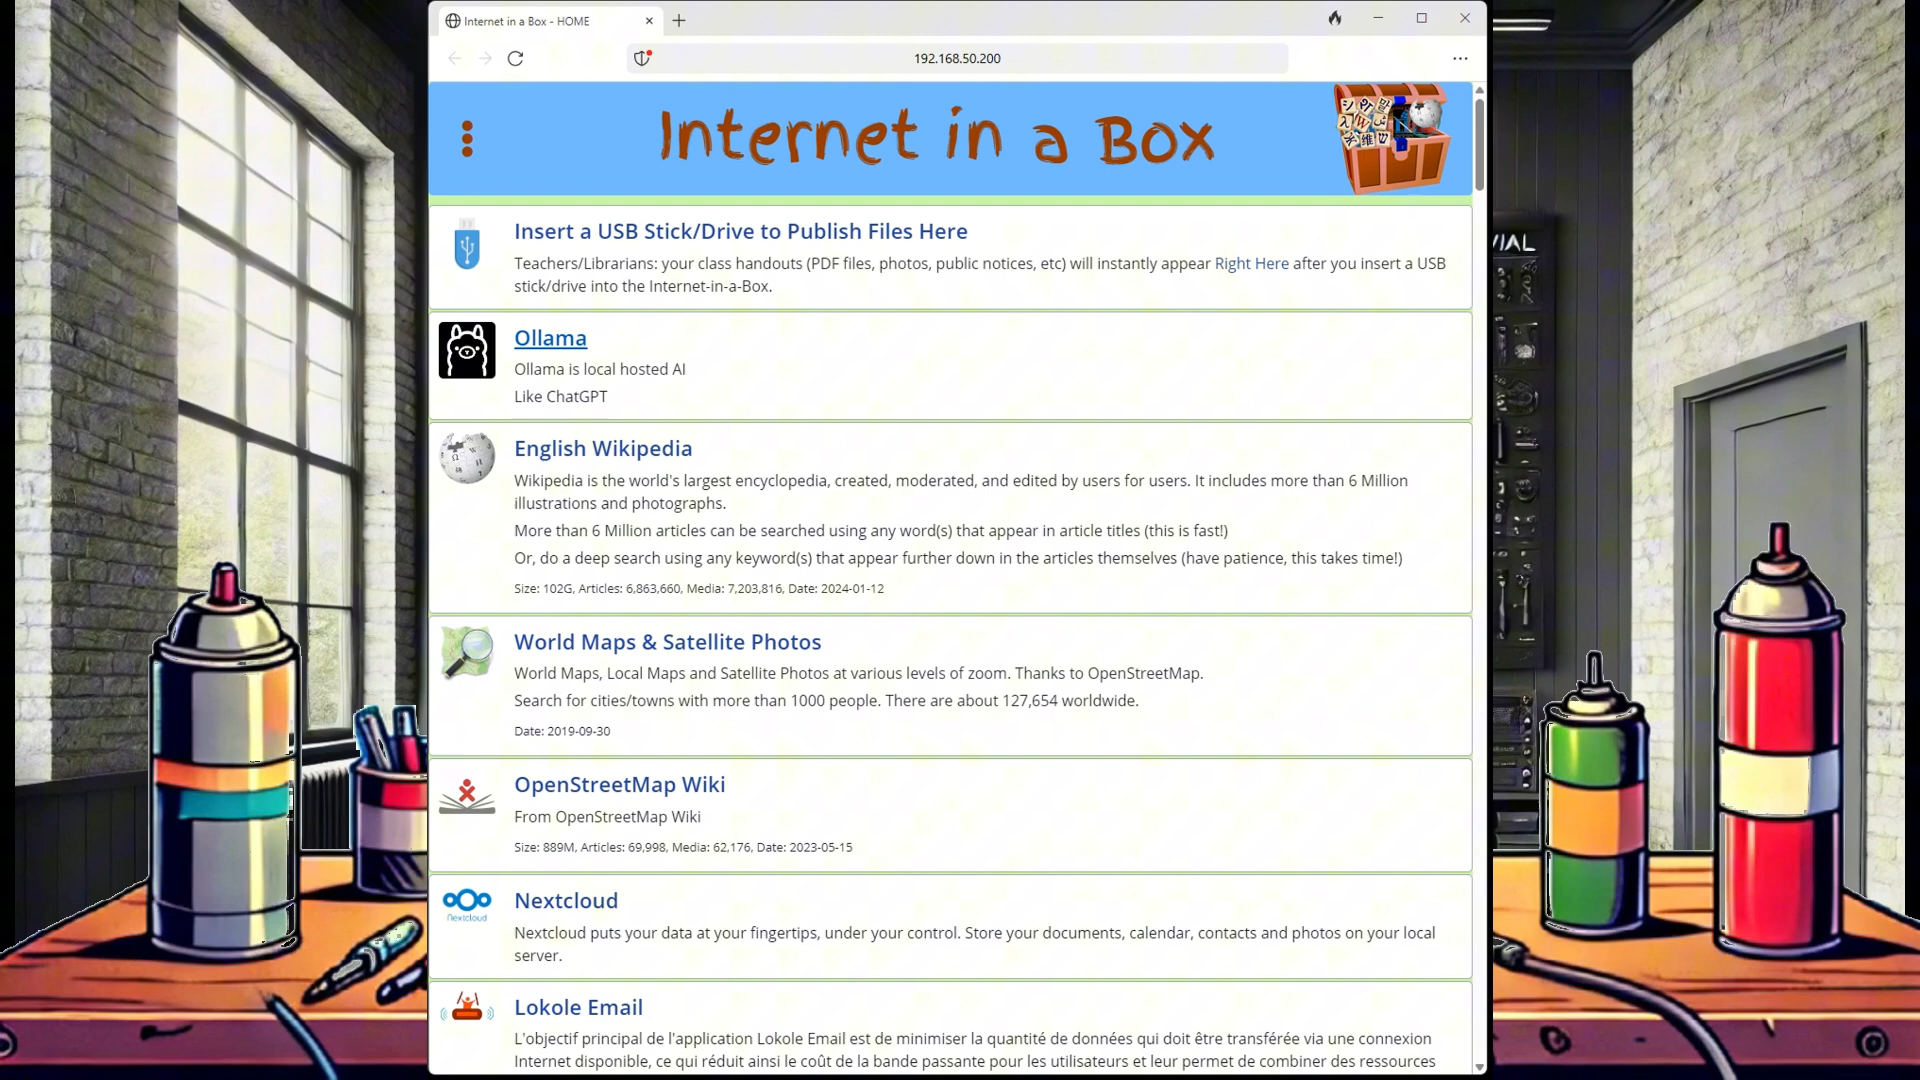 Internet in a Box - HOME
192.168.50.200
Internet in a Box
Insert a USB Stick/Drive to Publish Files Here
Teachers/Librarians: your class handouts (PDF files, photos, public notices, etc) will instantly appear Right Here after you insert a USB
stick/drive into the Internet-in-a-Box.
Ollama
Ollama is local hosted AI
Like ChatGPT
English Wikipedia
Wikipedia is the world's largest encyclopedia, created, moderated, and edited by users for users. It includes more than 6 Million
illustrations and photographs.
More than 6 Million articles can be searched using any word(s) that appear in article titles (this is fast!)
Or, do a deep search using any keyword(s) that appear further down in the articles themselves (have patience, this takes time!)
Size: 102G, Articles: 6,863,660, Media: 7,203,816, Date: 2024-01-12
World Maps & Satellite Photos
World Maps, Local Maps and Satellite Photos at various levels of zoom. Thanks to OpenStreetMap.
Search for cities/towns with more than 1000 people. There are about 127,654 worldwide.
Date: 2019-09-30
OpenStreetMap Wiki
From OpenStreetMap Wiki
Size: 889M, Articles: 69,998, Media: 62,176, Date: 2023-05-15
Nextcloud
Nextcloud
Nextcloud puts your data at your fingertips, under your control. Store your documents, calendar, contacts and photos on your local
server.
Lokole Email
L'objectif principal de l'application Lokole Email est de minimiser la quantité de données qui doit être transférée via une connexion
Internet disponible, ce qui réduit ainsi le coût de la bande passante pour les utilisateurs et leur permet de combiner des ressources
VIAL